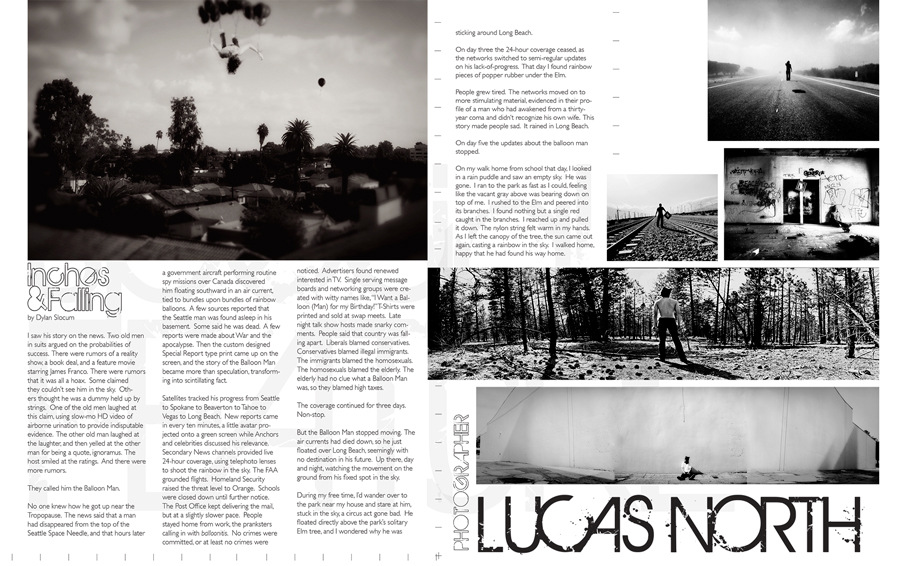 Inches
&Falling
by Dylan Slocum
I saw his story on the news. Two old men
in suits argued on the probabilities of
success. There were rumors of a reality
show, a book deal, and a feature movie
starring James Franco. There were rumors
that it was all a hoax. Some claimed
they couldn't see him in the sky. Oth-
ers thought he was a dummy held up by
strings. One of the old men laughed at
this claim, using slow-mo HD video of
airborne urination to provide indisputable
evidence. The other old man laughed at
the laughter, and then yelled at the other
man for being a quote, ignoramus. The
host smiled at the ratings. And there were
more rumors.
They called him the Balloon Man.
No one knew how he got up near the
Tropopause. The news said that a man
had disappeared from the top of the
Seattle Space Needle, and that hours later
a government aircraft performing routine
spy missions over Canada discovered
him floating southward in an air current,
tied to bundles upon bundles of rainbow
balloons. A few sources reported that
the Seattle man was found asleep in his
basement. Some said he was dead. A few
reports were made about War and the
apocalypse. Then the custom designed
Special Report type print came up on the
screen, and the story of the Balloon Man
became more than speculation, transform-
ing into scintillating fact.
Satellites tracked his progress from Seattle
to Spokane to Beaverton to Tahoe to
Vegas to Long Beach. New reports came
in every ten minutes, a little avatar pro-
jected onto a green screen while Anchors
and celebrities discussed his relevance.
Secondary News channels provided live
24-hour coverage, using telephoto lenses
to shoot the rainbow in the sky. The FAA
grounded flights. Homeland Security
raised the threat level to Orange. Schools
were closed down until further notice.
The Post Office kept delivering the mail,
but at a slightly slower pace. People
stayed home from work, the pranksters
calling in with balloonitis. No crimes were
committed, or at least no crimes were
noticed. Advertisers found renewed
interested in TV. Single serving message
boards and networking groups were cre-
ated with witty names like, "I Want a Bal-
loon (Man) for my Birthday!" T-Shirts were
printed and sold at swap meets. Late
night talk show hosts made snarky com-
ments. People said that country was fall-
ing apart. Liberals blamed conservatives.
Conservatives blamed illegal immigrants.
The immigrants blamed the homosexuals.
The homosexuals blamed the elderly. The
elderly had no clue what a Balloon Man
was, so they blamed high taxes.
The coverage continued for three days.
Non-stop.
But the Balloon Man stopped moving. The
air currents had died down, so he just
floated over Long Beach, seemingly with
no destination in his future. Up there, day
and night, watching the movement on the
ground from his fixed spot in the sky.
During my free time, I'd wander over to
the park near my house and stare at him,
stuck in the sky, a circus act gone bad. He
floated directly above the park's solitary
Elm tree, and I wondered why he was
sticking around Long Beach.
On day three the 24-hour coverage ceased, as
the networks switched to semi-regular updates
on his lack-of-progress. That day I found rainbow
pieces of popper rubber under the Elm.
People grew tired. The networks moved on to
more stimulating material, evidenced in their pro-
file of a man who had awakened from a thirty-
year coma and didn't recognize his own wife. This
story made people sad. It rained in Long Beach.
On day five the updates about the balloon man
stopped.
On my walk home from school that day, I looked
in a rain puddle and saw an empty sky. He was
gone. I ran to the park as fast as I could, feeling
like the vacant gray above was bearing down on
top of me. I rushed to the Elm and peered into
its branches. I found nothing but a single red
caught in the branches. I reached up and pulled
it down. The nylon string felt warm in my hands.
As I left the canopy of the tree, the sun came out
again, casting a rainbow in the sky. I walked home,
happy that he had found his way home.
PHOTOGRAPHER
LUCAS NORTH